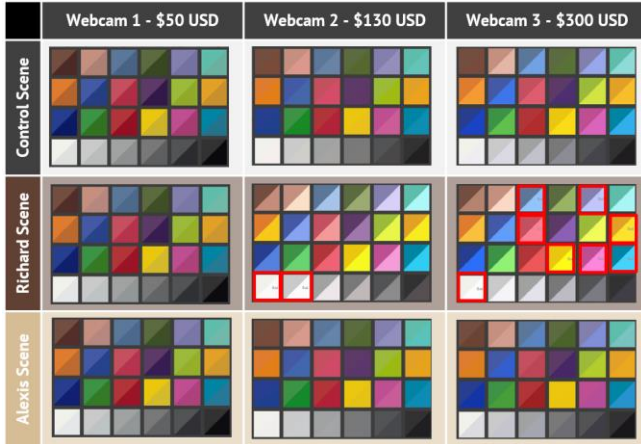 Webcam 1 - $50 USD
Webcam 2 - $130 USD
Webcam 3 - $300 USD
Control Scene
Richard Scene
Alexis Scene